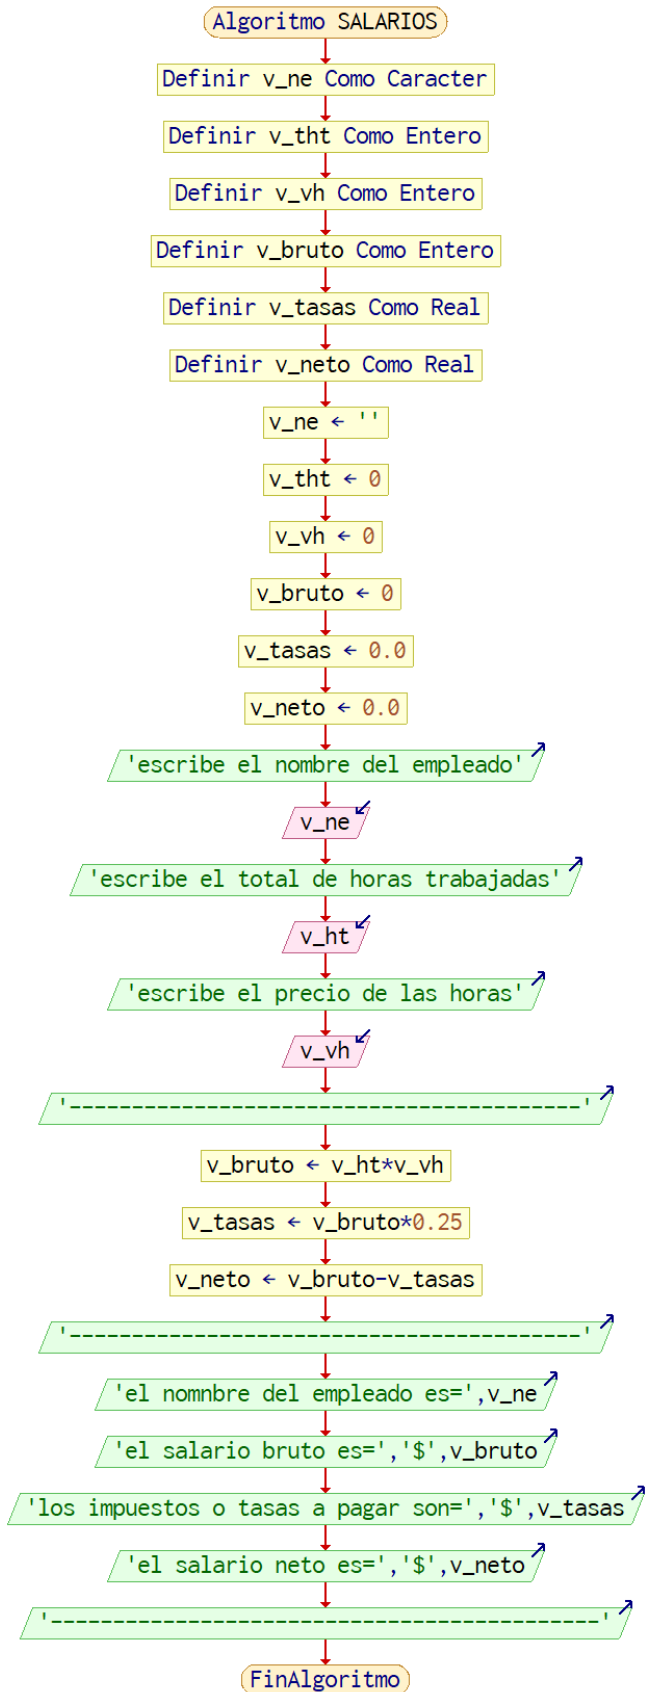 Algoritmo SALARIOS
Definir v_ne Como Caracter
Definir v_tht Como Entero
Definir v_vh Como Entero
Definir v_bruto Como Entero
Definir v_tasas Como Real
Definir v_neto Como Real
v_ne ← ''
v_tht ← 0
v_vh ← 0
v_bruto ← 0
v_tasas ← 0.0
v_neto ← 0.0
'escribe el nombre del empleado'
v_ne
'escribe el total de horas trabajadas'
v_ht
'escribe el precio de las horas'
v_vh
'-----------------------------------------'
v_bruto ← v_ht*v_vh
v_tasas ← v_bruto*0.25
v_neto ← v_bruto-v_tasas
'-----------------------------------------'
'el nomnbre del empleado es=',v_ne
'el salario bruto es=','$',v_bruto
'los impuestos o tasas a pagar son=','$',v_tasas
'el salario neto es=','$',v_neto
'--------------------------------------------'
FinAlgoritmo